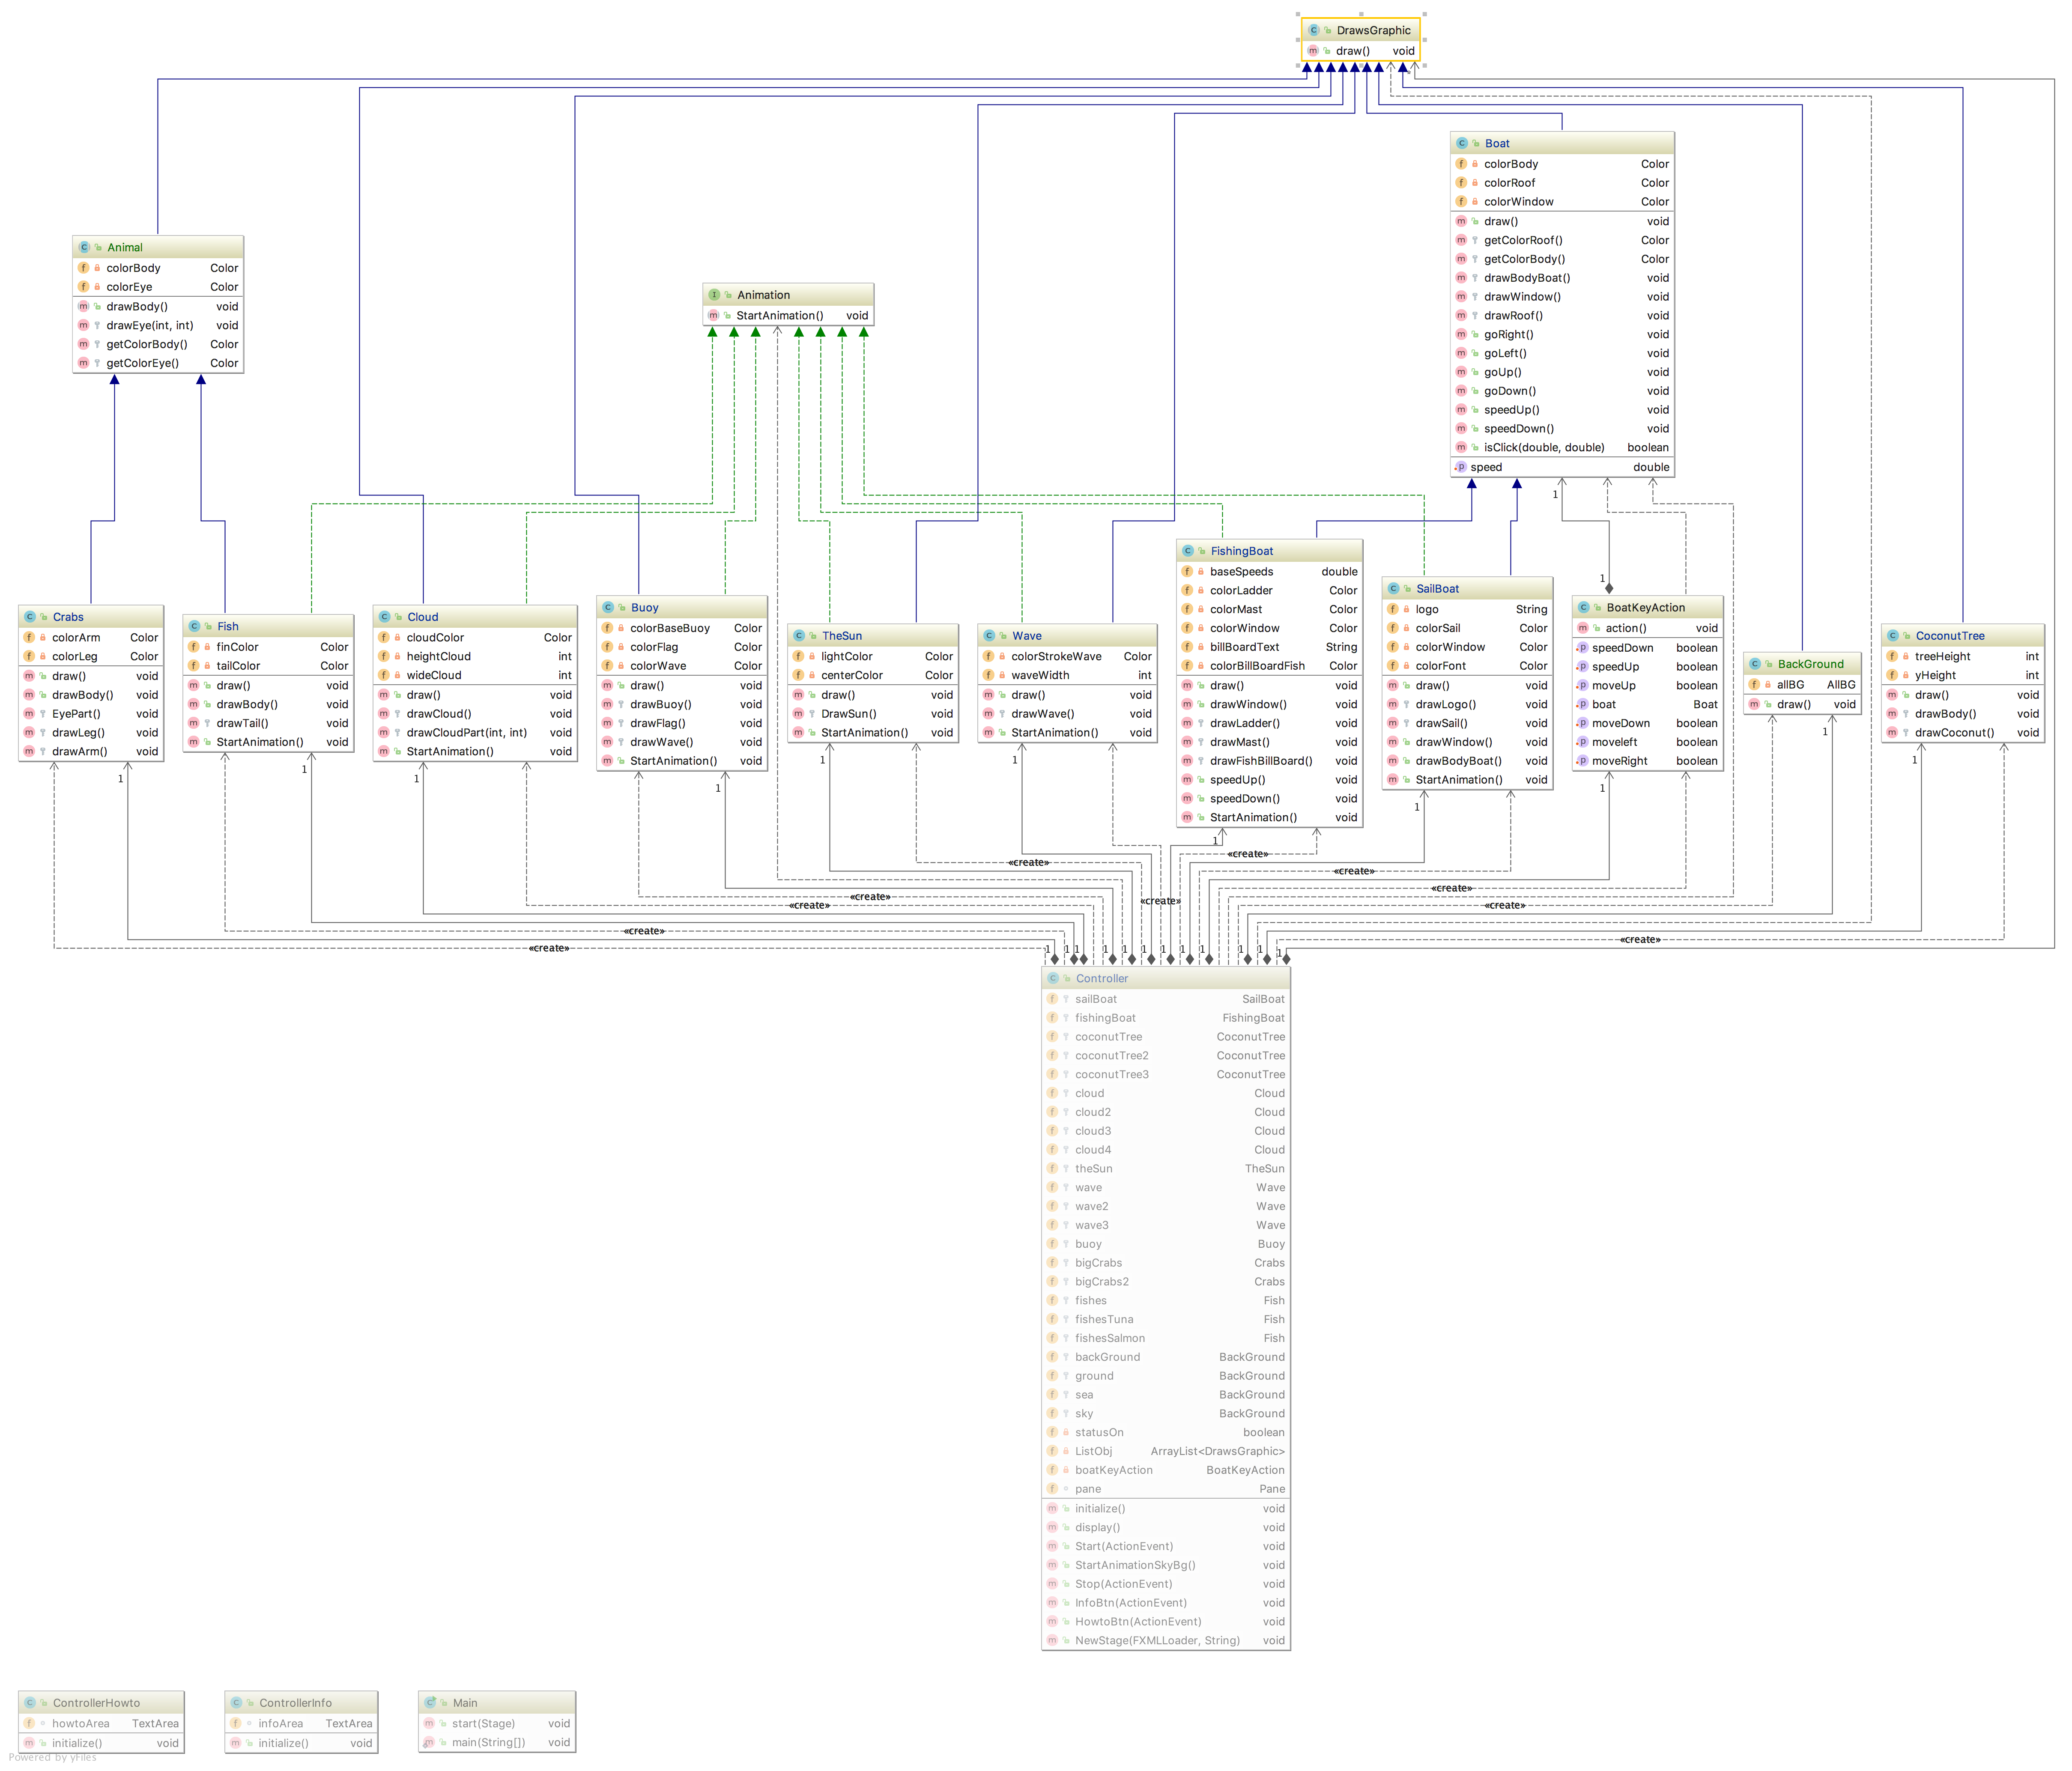 DrawsGraphic
draw() void
Boat
colorBody Color
colorRoof Color
colorWindow Color
draw() void
getColorRoof() Color
getColorBody() Color
drawBodyBoat() void
drawWindow() void
drawRoof() void
goRight() void
goLeft() void
goUp() void
goDown() void
speedUp() void
speedDown() void
isClick(double, double) boolean
speed double
Animal
colorBody Color
colorEye Color
drawBody() void
drawEye(int, int) void
getColorBody() Color
getColorEye() Color
Animation
StartAnimation() void
Crabs
colorArm Color
colorLeg Color
draw() void
drawBody() void
EyePart() void
drawLeg() void
drawArm() void
Fish
finColor Color
tailColor Color
draw() void
drawBody() void
drawTail() void
StartAnimation() void
Cloud
cloudColor Color
heightCloud int
wideCloud int
draw() void
drawCloud() void
drawCloudPart(int, int) void
StartAnimation() void
Buoy
colorBaseBuoy Color
colorFlag Color
colorWave Color
draw() void
drawBuoy() void
drawFlag() void
drawWave() void
StartAnimation() void
TheSun
lightColor Color
centerColor Color
draw() void
DrawSun() void
StartAnimation() void
Wave
colorStrokeWave Color
waveWidth int
draw() void
drawWave() void
StartAnimation() void
FishingBoat
baseSpeeds double
colorLadder Color
colorMast Color
colorWindow Color
billBoardText String
colorBillBoardFish Color
draw() void
drawWindow() void
drawLadder() void
drawMast() void
drawFishBillBoard() void
speedUp() void
speedDown() void
StartAnimation() void
SailBoat
logo String
colorSail Color
colorWindow Color
colorFont Color
draw() void
drawLogo() void
drawSail() void
drawWindow() void
drawBodyBoat() void
StartAnimation() void
1
1
BoatKeyAction
action() void
speedDown boolean
speedUp boolean
moveUp boolean
boat Boat
moveDown boolean
moveleft boolean
moveRight boolean
BackGround
allBG AllBG
draw() void
CoconutTree
treeHeight int
yHeight int
draw() void
drawBody() void
drawCoconut() void
1
1
1
1
1
1
1
1
1
1
1
«create»
«create»
«create»
«create»
«create»
«create»
«create»
«create»
«create»
«create»
«create»
1 1 1 1 1 1 1 1 1 1 1 1
Controller
sailBoat SailBoat
fishingBoat FishingBoat
coconutTree CoconutTree
coconutTree2 CoconutTree
coconutTree3 CoconutTree
cloud Cloud
cloud2 Cloud
cloud3 Cloud
cloud4 Cloud
theSun TheSun
wave Wave
wave2 Wave
wave3 Wave
buoy Buoy
bigCrabs Crabs
bigCrabs2 Crabs
fishes Fish
fishesTuna Fish
fishesSalmon Fish
backGround BackGround
ground BackGround
sea BackGround
sky BackGround
statusOn boolean
ListObj ArrayList<DrawsGraphic>
boatKeyAction BoatKeyAction
pane Pane
initialize() void
display() void
Start(ActionEvent) void
StartAnimationSkyBg() void
Stop(ActionEvent) void
InfoBtn(ActionEvent) void
HowtoBtn(ActionEvent) void
NewStage(FXMLLoader, String) void
ControllerHowto
howtoArea TextArea
initialize() void
ControllerInfo
infoArea TextArea
initialize() void
Main
start(Stage) void
main(String[]) void
Powered by yFiles